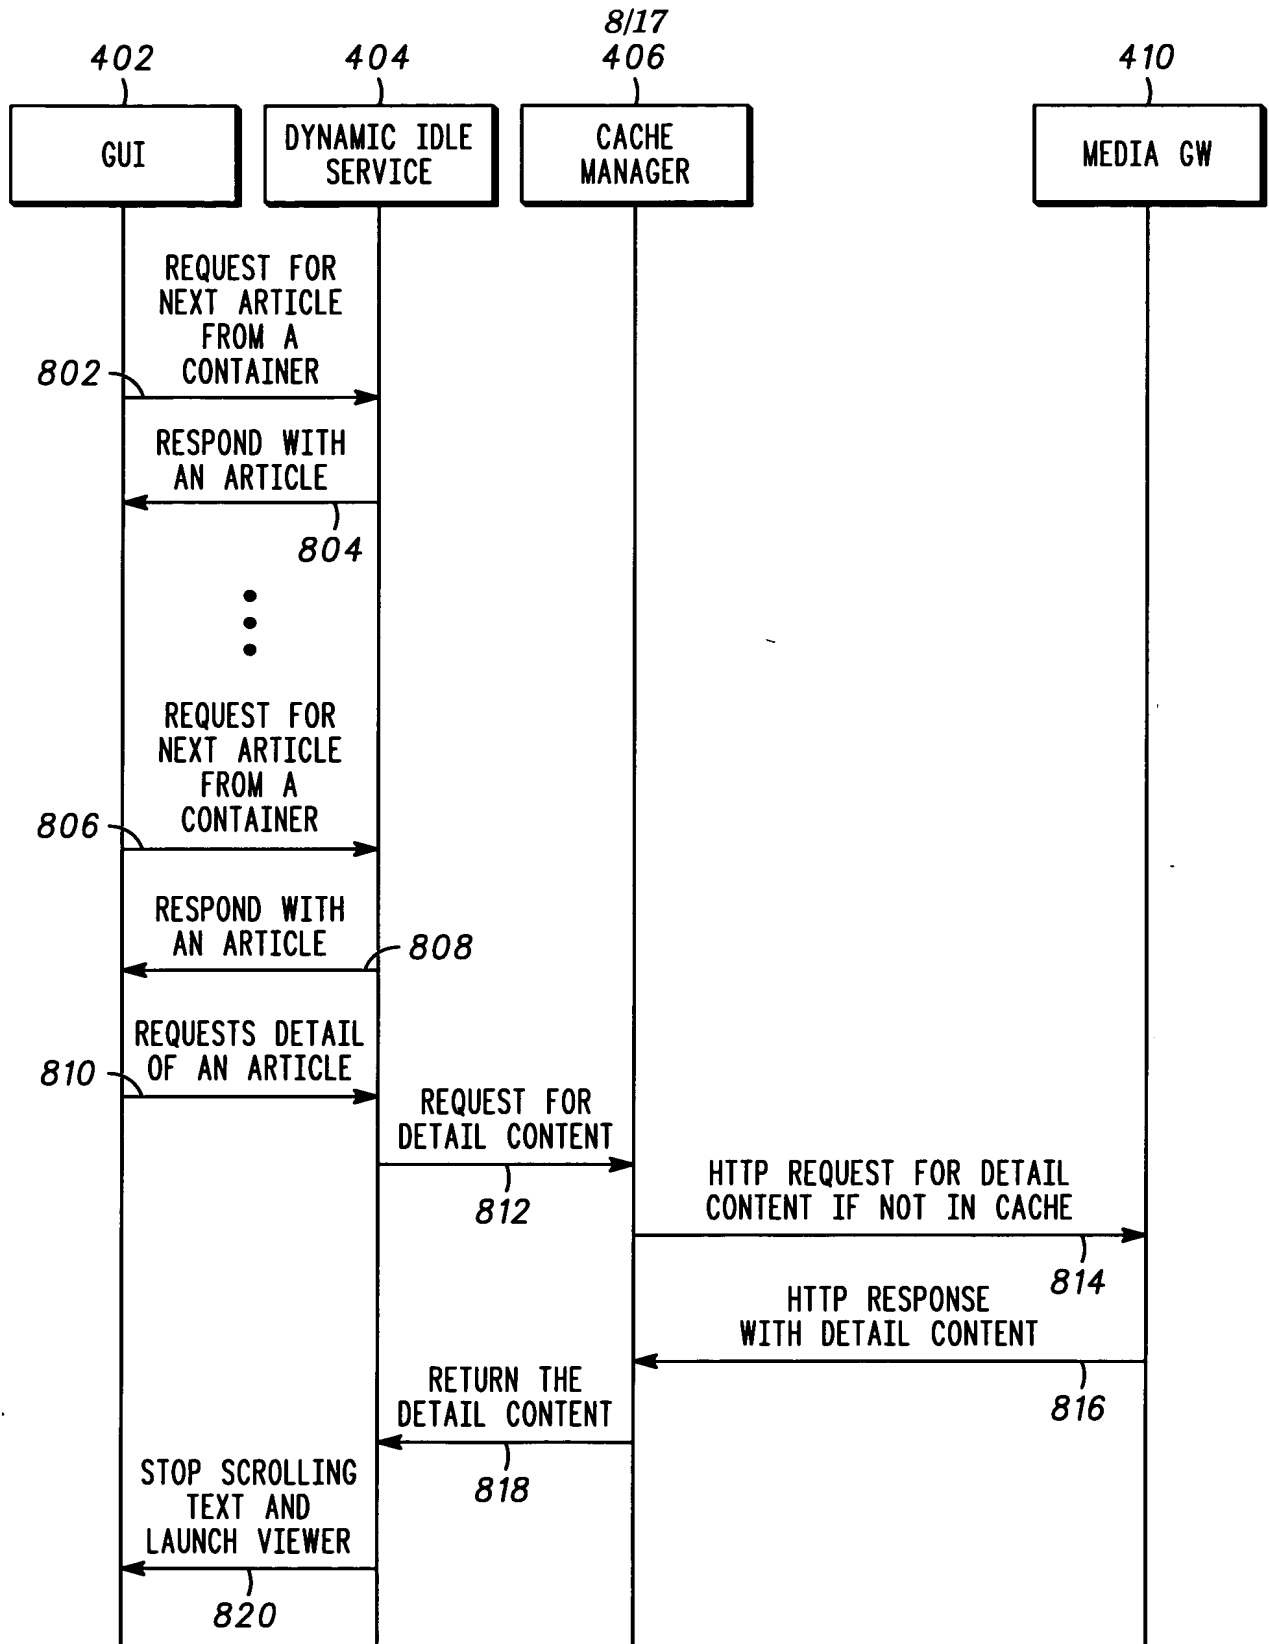 8/17
402
404
406
410
GUI
DYNAMIC IDLE
SERVICE
CACHE
MANAGER
MEDIA GW
REQUEST FOR
NEXT ARTICLE
FROM A
CONTAINER
802
RESPOND WITH
AN ARTICLE
804
REQUEST FOR
NEXT ARTICLE
FROM A
CONTAINER
806
RESPOND WITH
AN ARTICLE
808
REQUESTS DETAIL
OF AN ARTICLE
810
REQUEST FOR
DETAIL CONTENT
812
HTTP REQUEST FOR DETAIL
CONTENT IF NOT IN CACHE
814
HTTP RESPONSE
WITH DETAIL CONTENT
816
RETURN THE
DETAIL CONTENT
818
STOP SCROLLING
TEXT AND
LAUNCH VIEWER
820